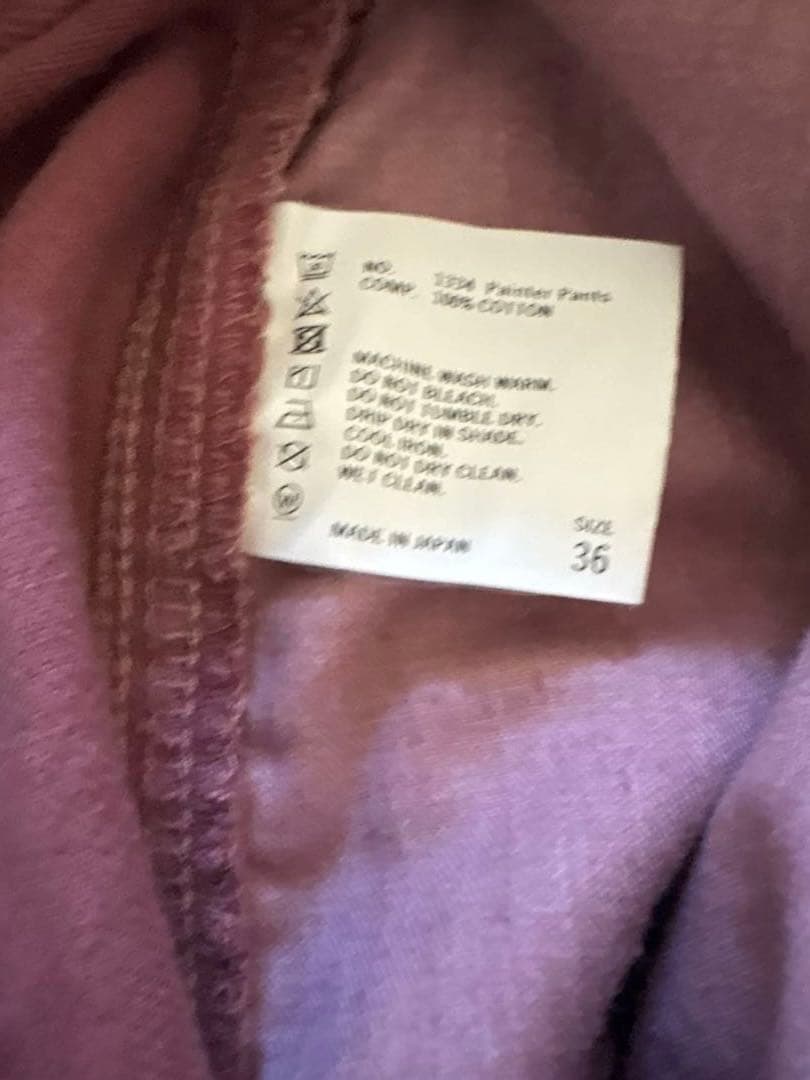 NO. 1334 Painter Pants
COMP. 100% COTTON
MACHINE WASH WARM.
DO NOT BLEACH.
DO NOT TUMBLE DRY.
DRIP DRY IN SHADE.
COOL IRON.
DO NOT DRY CLEAN.
WET CLEAN.
MADE IN JAPAN
SIZE
36